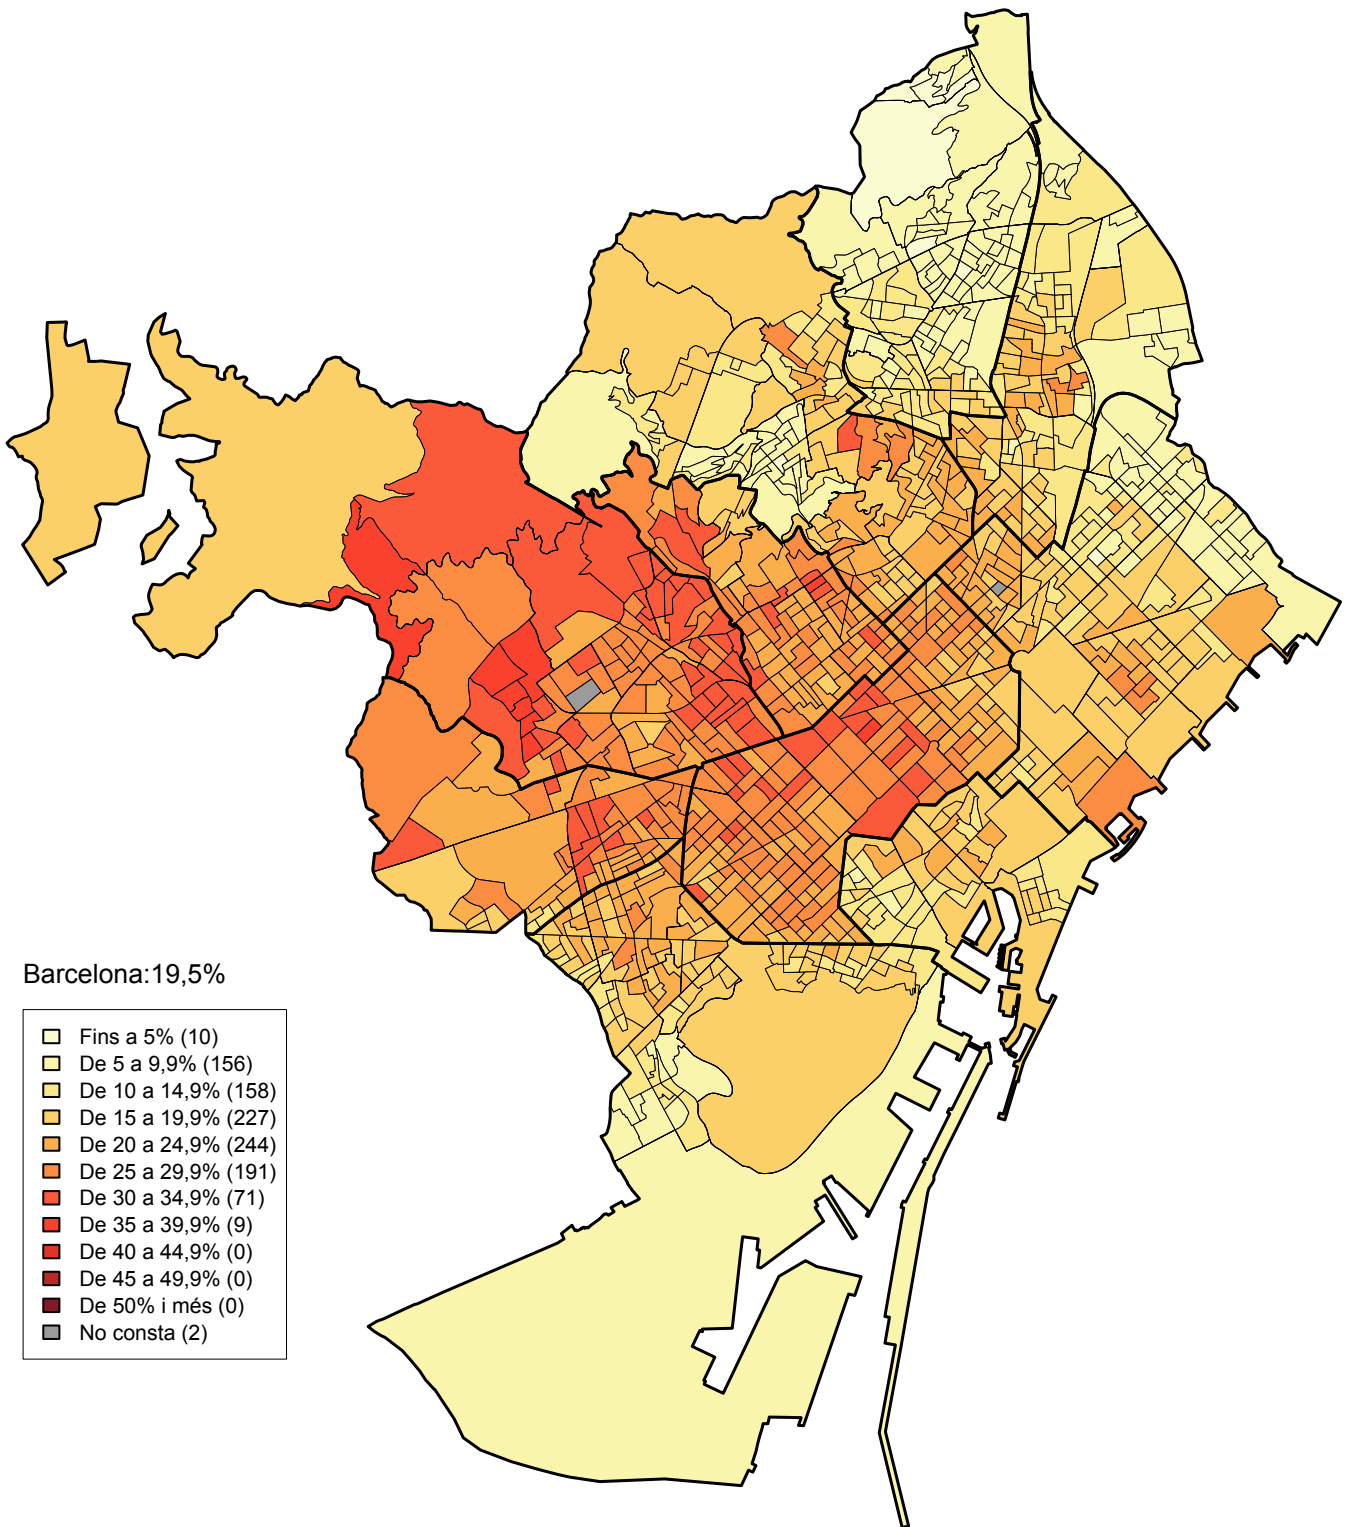 Barcelona:19,5%
Fins a 5% (10)
De 5 a 9,9% (156)
De 10 a 14,9% (158)
De 15 a 19,9% (227)
De 20 a 24,9% (244)
De 25 a 29,9% (191)
De 30 a 34,9% (71)
De 35 a 39,9% (9)
De 40 a 44,9% (0)
De 45 a 49,9% (0)
De 50% i més (0)
No consta (2)